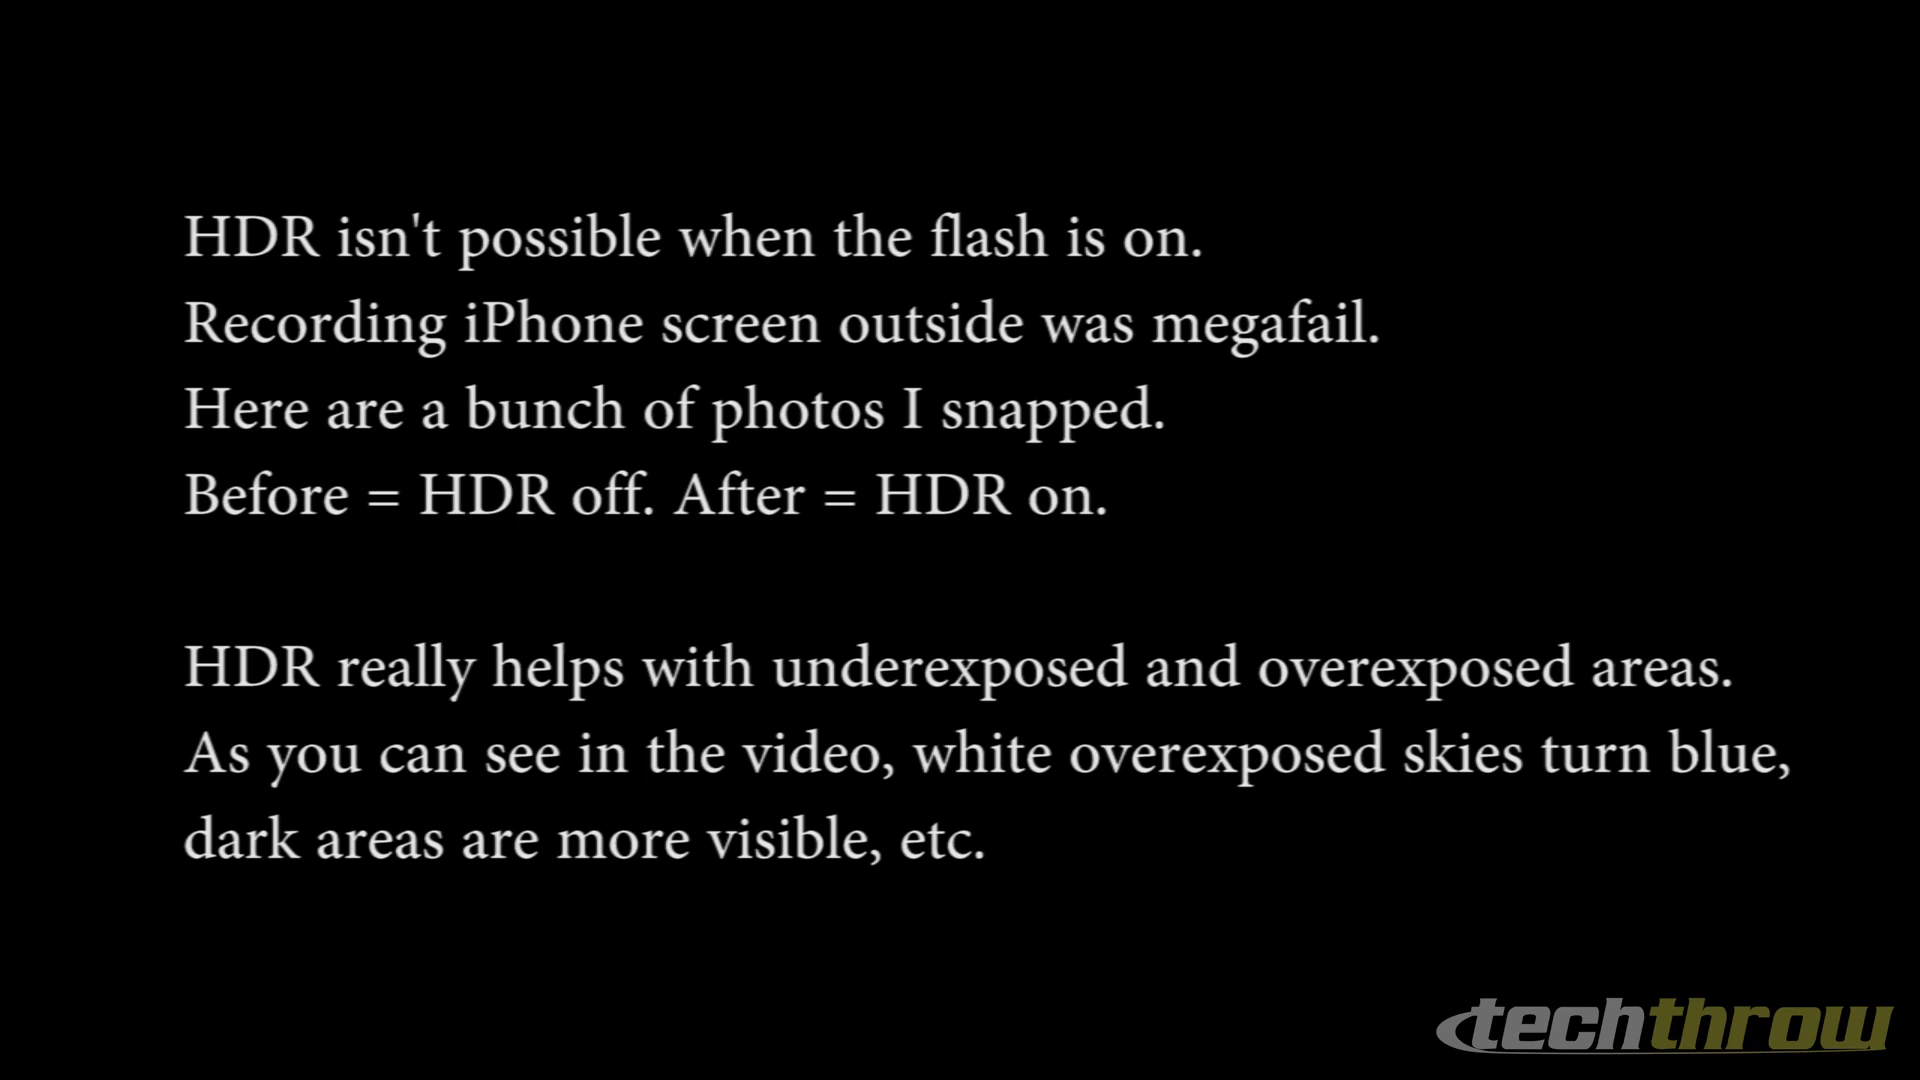 HDR isn't possible when the flash is on.
Recording iPhone screen outside was megafail.
Here are a bunch of photos I snapped.
Before = HDR off. After = HDR on.
HDR really helps with underexposed and overexposed areas.
As you can see in the video, white overexposed skies turn blue,
dark areas are more visible, etc.
techthrow